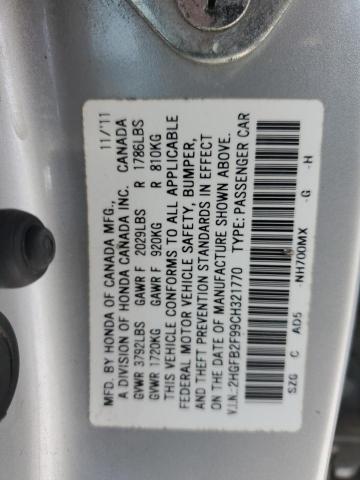 MFD. BY HONDA OF CANADA MFG., 11/'11
A DIVISION OF HONDA CANADA INC. CANADA
GVWR 3792LBS GAWR F 2029LBS R 1786LBS
GVWR 1720KG GAWR F 920KG R 810KG
THIS VEHICLE CONFORMS TO ALL APPLICABLE
FEDERAL MOTOR VEHICLE SAFETY, BUMPER,
AND THEFT PREVENTION STANDARDS IN EFFECT
ON THE DATE OF MANUFACTURE SHOWN ABOVE.
V.I.N.: 2HGFB2F99CH321770 TYPE: PASSENGER CAR
SZG C AD5 -NH700MX -G -H